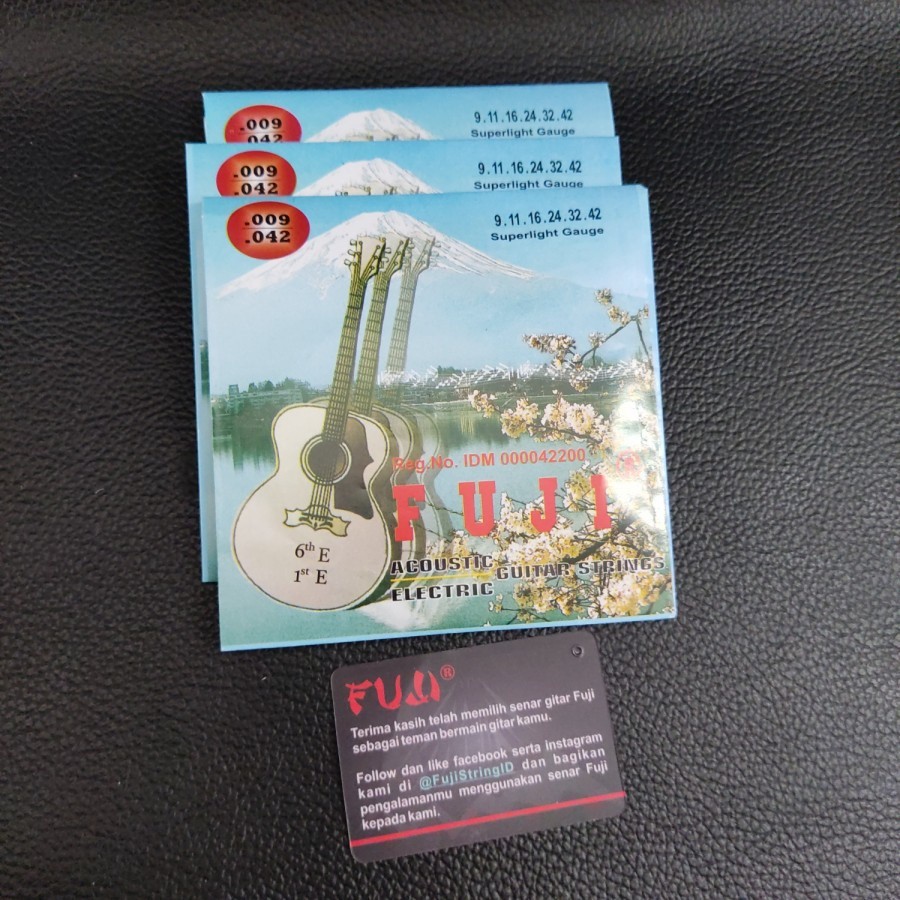 .009
.042
9.11.16.24.32.42
Superlight Gauge
.009
.042
9.11.16.24.32.42
Superlight Gauge
.009
.042
9.11.16.24.32.42
Superlight Gauge
Reg.No. IDM 000042200
®
FUJI
ACOUSTIC
ELECTRIC
GUITAR STRINGS
6th E
1st E
FUJI®
Terima kasih telah memilih senar gitar Fuji
sebagai teman bermain gitar kamu.
Follow dan like facebook serta instagram
kami di @FujiStringID dan bagikan
pengalamanmu menggunakan senar Fuji
kepada kami.